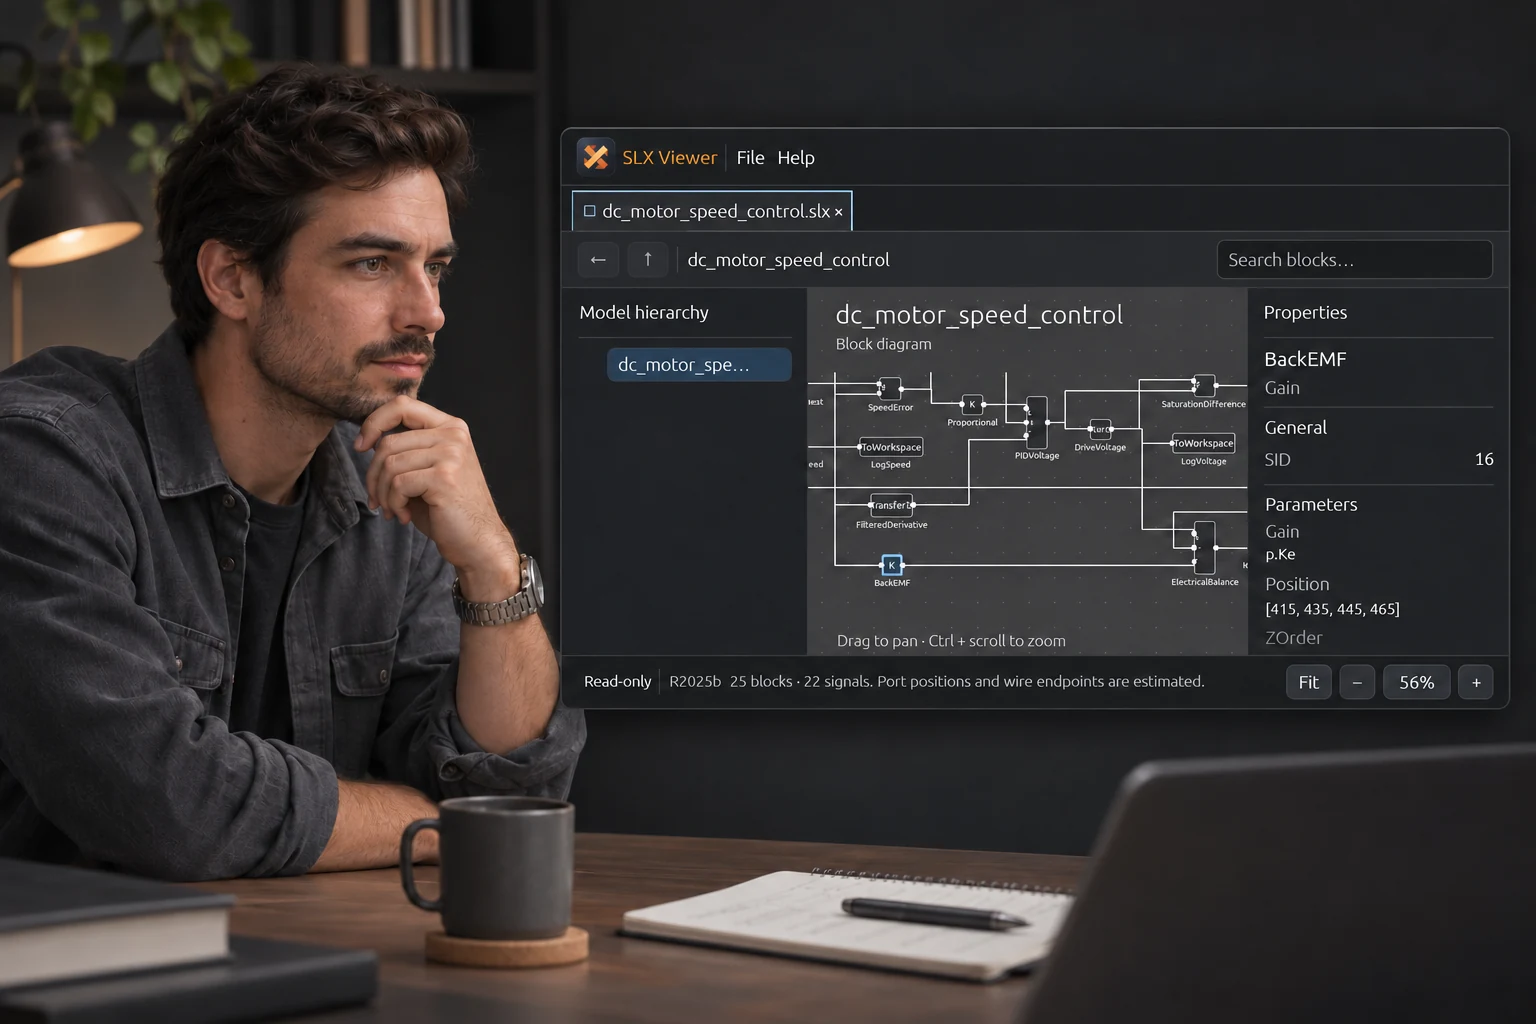 SLX Viewer File Help
dc_motor_speed_control.slx ×
← ↑ dc_motor_speed_control
Search blocks...
Model hierarchy
dc_motor_spe...
dc_motor_speed_control
Block diagram
SpeedError
K
Proportional
PIDVoltage
DriveVoltage
SaturationDifference
ToWorkspace
LogSpeed
ToWorkspace
LogVoltage
FilteredDerivative
K
BackEMF
ElectricalBalance
Drag to pan · Ctrl + scroll to zoom
Properties
BackEMF
Gain
General
SID 16
Parameters
Gain
p.Ke
Position
[415, 435, 445, 465]
ZOrder
Read-only R2025b 25 blocks · 22 signals. Port positions and wire endpoints are estimated.
Fit − 56% +